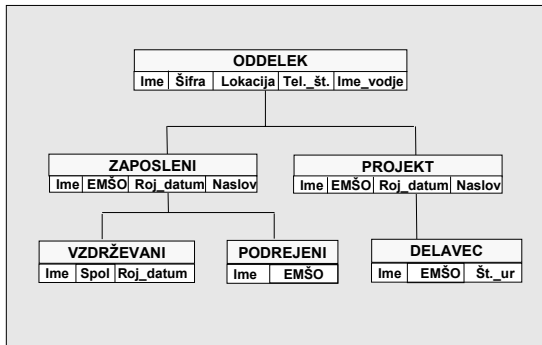 ODDELEK
Ime Šifra Lokacija Tel._št. Ime_vodje
ZAPOSLENI
Ime EMŠO Roj_datum Naslov
PROJEKT
Ime EMŠO Roj_datum Naslov
VZDRŽEVANI
Ime Spol Roj_datum
PODREJENI
Ime EMŠO
DELAVEC
Ime EMŠO Št._ur